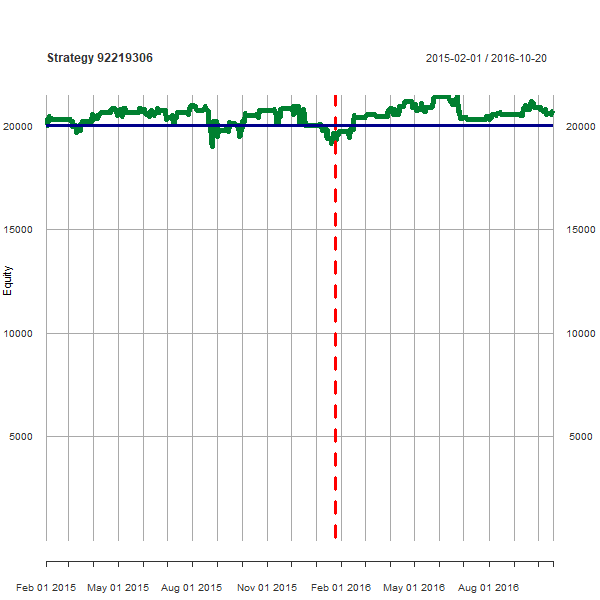 Strategy 92219306
2015-02-01 / 2016-10-20
20000
20000
15000
15000
Equity
10000
10000
5000
5000
Feb 01 2015
May 01 2015
Aug 01 2015
Nov 01 2015
Feb 01 2016
May 01 2016
Aug 01 2016